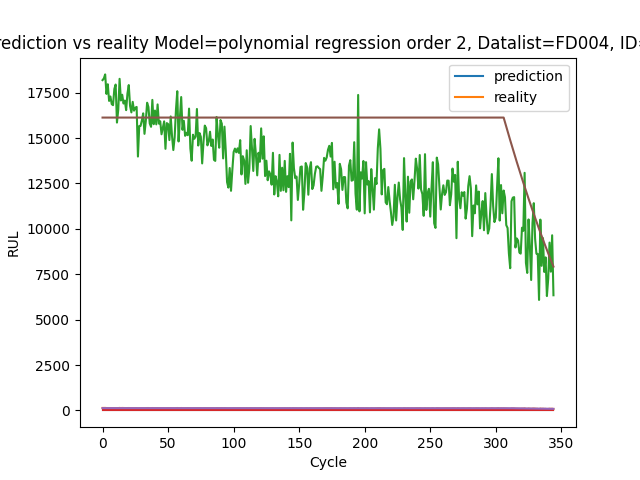 rediction vs reality Model=polynomial regression order 2, Datalist=FD004, ID=
prediction
reality
17500
15000
12500
10000
7500
5000
2500
0
RUL
0 50 100 150 200 250 300 350
Cycle